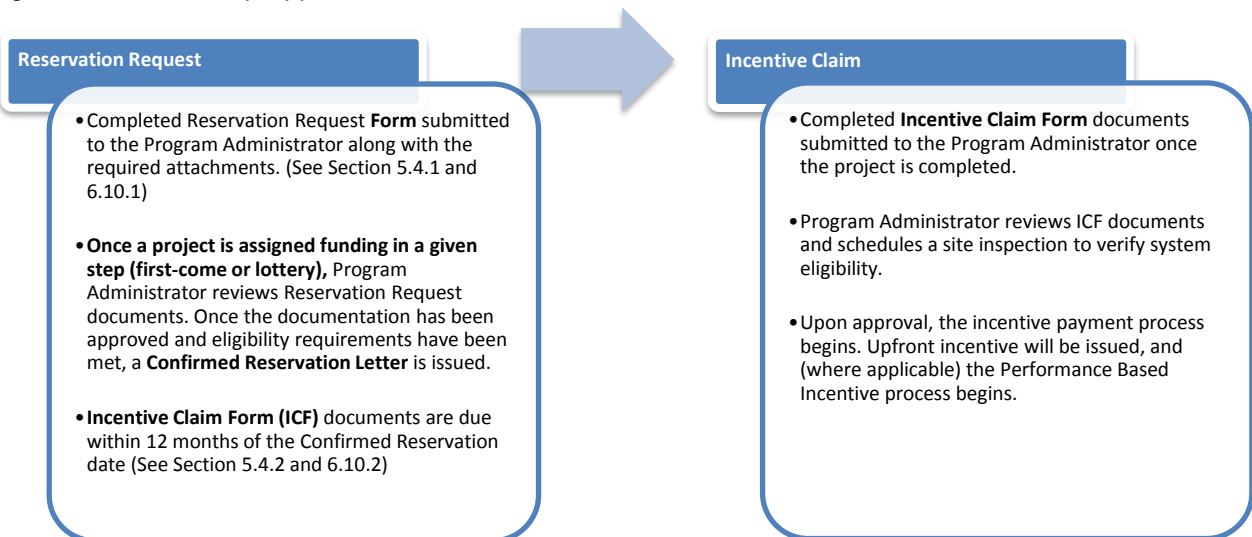 Reservation Request
•Completed Reservation Request Form submitted
to the Program Administrator along with the
required attachments. (See Section 5.4.1 and
6.10.1)
•Once a project is assigned funding in a given
step (first-come or lottery), Program
Administrator reviews Reservation Request
documents. Once the documentation has been
approved and eligibility requirements have been
met, a Confirmed Reservation Letter is issued.
•Incentive Claim Form (ICF) documents are due
within 12 months of the Confirmed Reservation
date (See Section 5.4.2 and 6.10.2)
Incentive Claim
•Completed Incentive Claim Form documents
submitted to the Program Administrator once
the project is completed.
•Program Administrator reviews ICF documents
and schedules a site inspection to verify system
eligibility.
•Upon approval, the incentive payment process
begins. Upfront incentive will be issued, and
(where applicable) the Performance Based
Incentive process begins.